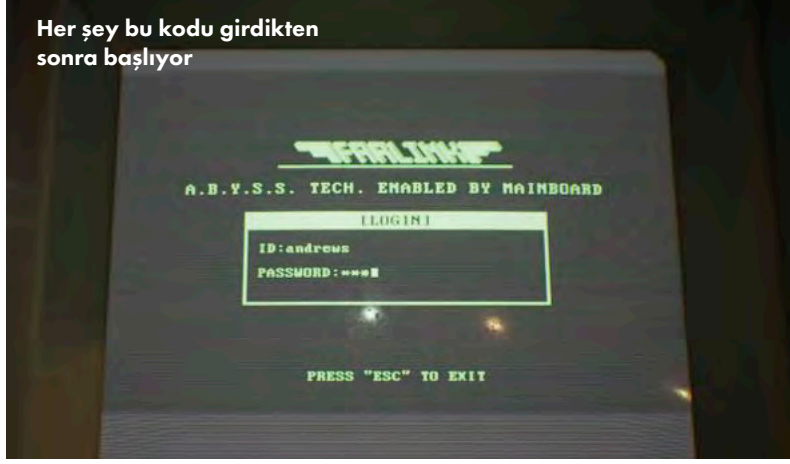 Her şey bu kodu girdikten
sonra başlıyor
FARLINK
A.B.Y.S.S. TECH. ENABLED BY MAINBOARD
[LOGIN]
ID:andrews
PASSWORD:***
PRESS "ESC" TO EXIT